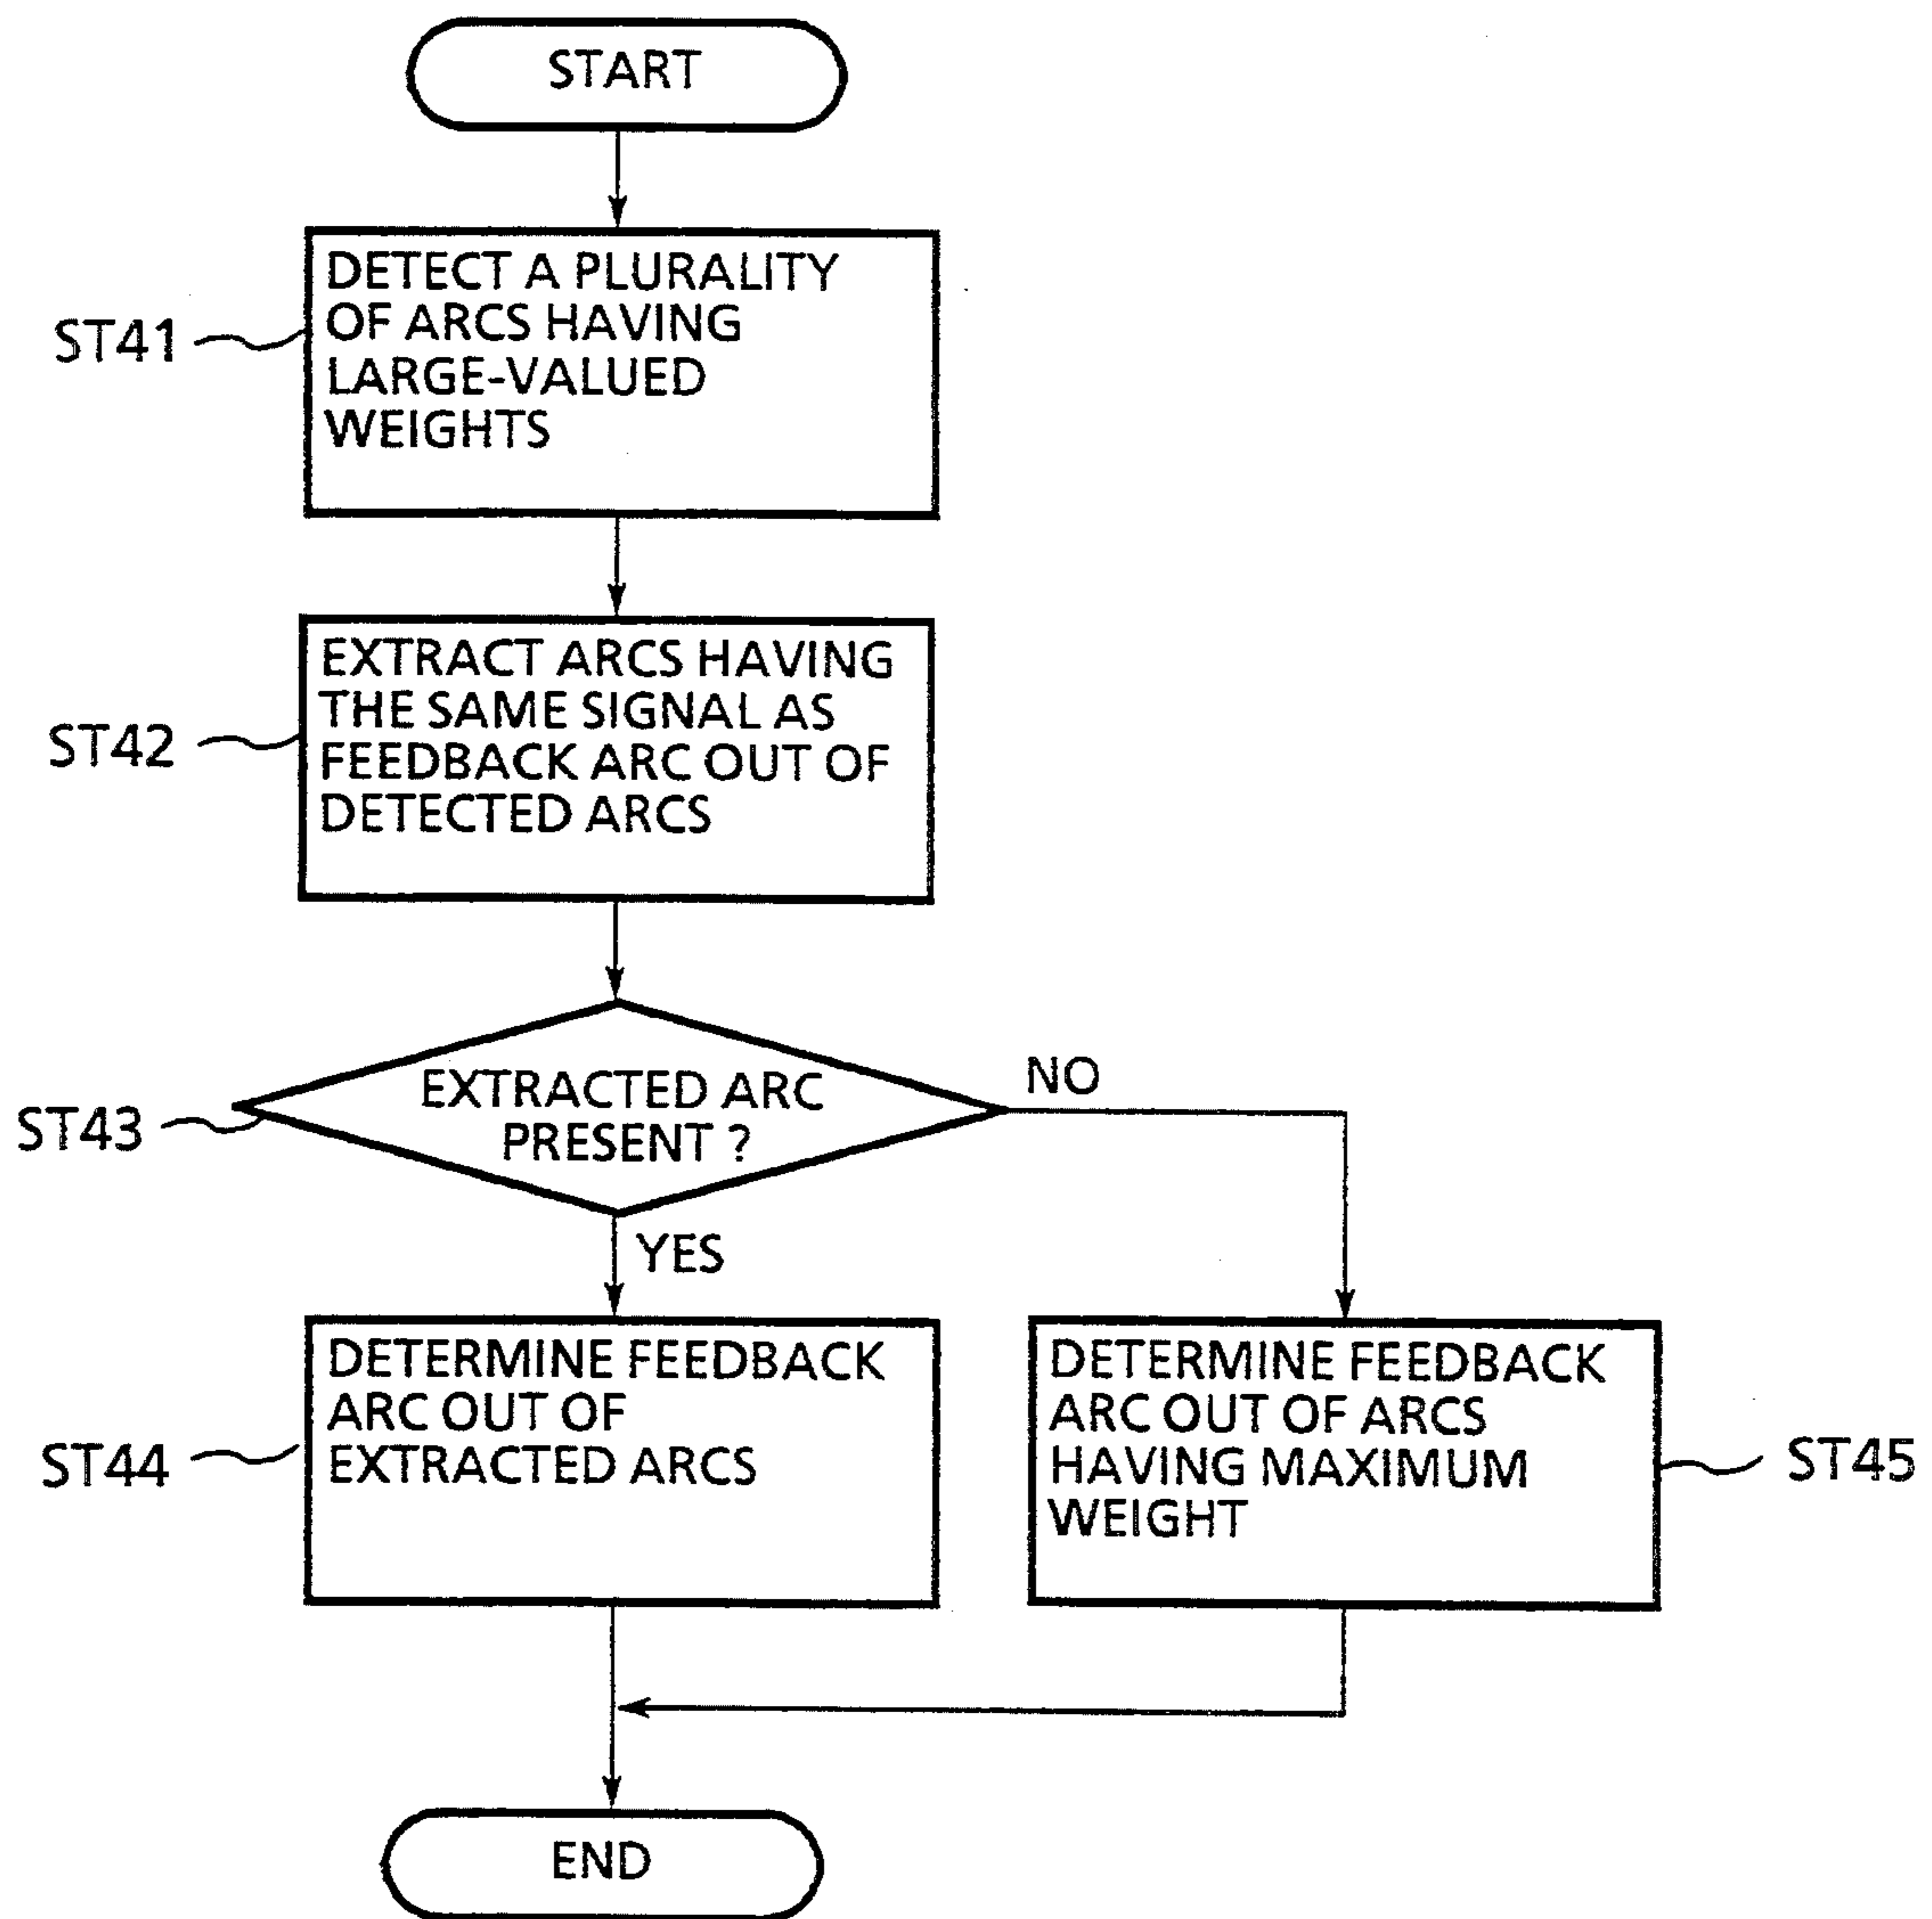 START
ST41
DETECT A PLURALITY
OF ARCS HAVING
LARGE-VALUED
WEIGHTS
ST42
EXTRACT ARCS HAVING
THE SAME SIGNAL AS
FEEDBACK ARC OUT OF
DETECTED ARCS
ST43
EXTRACTED ARC
PRESENT ?
NO
YES
ST44
DETERMINE FEEDBACK
ARC OUT OF
EXTRACTED ARCS
DETERMINE FEEDBACK
ARC OUT OF ARCS
HAVING MAXIMUM
WEIGHT
ST45
END